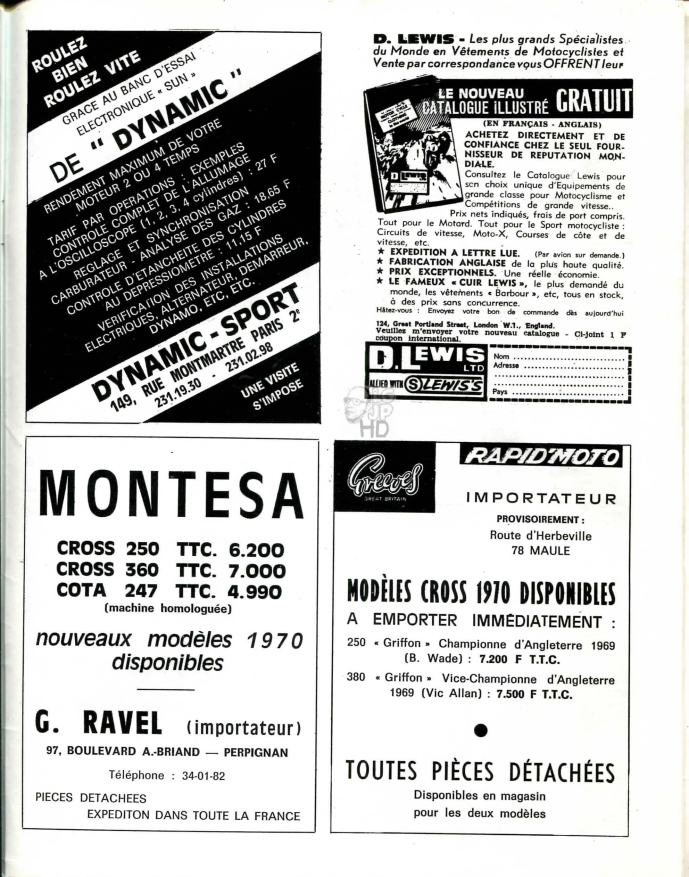 ROULEZ
BIEN
ROULEZ VITE
GRACE AU BANC D'ESSAI
ELECTRONIQUE « SUN »
DE " DYNAMIC "
RENDEMENT MAXIMUM DE VOTRE
MOTEUR 2 OU 4 TEMPS
TARIF PAR OPERATIONS : EXEMPLES
CONTROLE COMPLET DE L'ALLUMAGE
A L'OSCILLOSCOPE (1, 2, 3, 4 cylindres) : 27 F
REGLAGE ET SYNCHRONISATION
CARBURATEUR - ANALYSE DES GAZ : 18,65 F
CONTROLE D'ETANCHEITE DES CYLINDRES
AU DEPRESSIOMETRE
VERIFICATION DES INSTALLATIONS
ELECTRIQUES, ALTERNATEUR, DEMARREUR,
DYNAMO, ETC, ETC.
DYNAMIC - SPORT
149, RUE MONTMARTRE PARIS 2e
231.19.30 - 231.02.98
UNE VISITE
S'IMPOSE
D. LEWIS - Les plus grands Spécialistes
du Monde en Vêtements de Motocyclistes et
Vente par correspondance vous OFFRENT leur
LE NOUVEAU
CATALOGUE ILLUSTRÉ GRATUIT
(EN FRANÇAIS - ANGLAIS)
ACHETEZ DIRECTEMENT ET DE
CONFIANCE CHEZ LE SEUL FOUR-
NISSEUR DE REPUTATION MON-
DIALE.
Consultez le Catalogue Lewis pour
son choix unique d'Equipements de
grande classe pour Motocyclisme et
Compétitions de grande vitesse..
Prix nets indiqués, frais de port compris.
Tout pour le Motard. Tout pour le Sport motocycliste :
Circuits de vitesse, Moto-X, Courses de côte et de
vitesse, etc.
★ EXPEDITION A LETTRE LUE. (Par avion sur demande.)
★ FABRICATION ANGLAISE de la plus haute qualité.
★ PRIX EXCEPTIONNELS. Une réelle économie.
★ LE FAMEUX « CUIR LEWIS », le plus demandé du
monde, les vêtements « Barbour », etc, tous en stock,
à des prix sans concurrence.
Hâtez-vous : Envoyez votre bon de commande dès aujourd'hui
124, Great Portland Street, London W.1., England.
Veuillez m'envoyer votre nouveau catalogue - Ci-joint 1 F
coupon international.
D. LEWIS
LTD
ALLIED WITH S LEWIS'S
Nom
Adresse
Pays
JP
HD
MONTESA
CROSS 250 TTC. 6.200
CROSS 360 TTC. 7.000
COTA 247 TTC. 4.990
(machine homologuée)
nouveaux modèles 1970
disponibles
G. RAVEL (importateur)
97, BOULEVARD A.-BRIAND — PERPIGNAN
Téléphone : 34-01-82
PIECES DETACHEES
EXPEDITON DANS TOUTE LA FRANCE
Greeves
GREAT BRITAIN
RAPID'MOTO
IMPORTATEUR
PROVISOIREMENT :
Route d'Herbeville
78 MAULE
MODÈLES CROSS 1970 DISPONIBLES
A EMPORTER IMMÉDIATEMENT :
250 « Griffon » Championne d'Angleterre 1969
(B. Wade) : 7.200 F T.T.C.
380 « Griffon » Vice-Championne d'Angleterre
1969 (Vic Allan) : 7.500 F T.T.C.
TOUTES PIÈCES DÉTACHÉES
Disponibles en magasin
pour les deux modèles